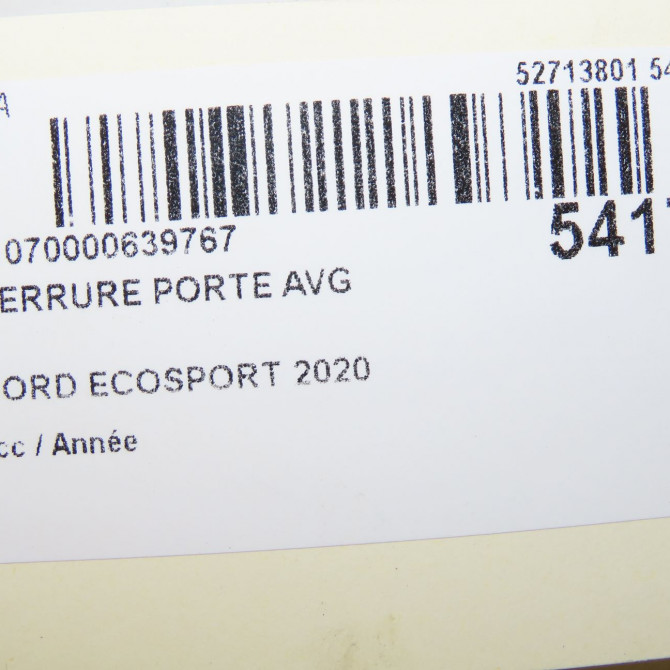 A
52713801 54
070000639767
541
ERRURE PORTE AVG
ORD ECOSPORT 2020
cc / Année